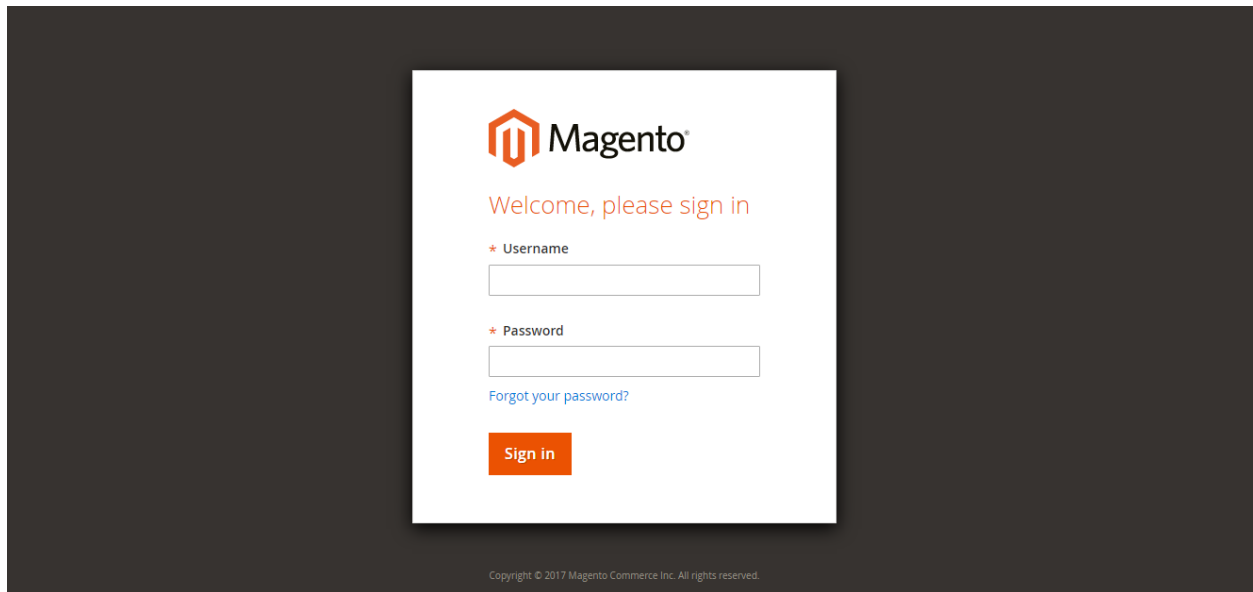 Magento®
Welcome, please sign in
* Username
* Password
Forgot your password?
Sign in
Copyright © 2017 Magento Commerce Inc. All rights reserved.